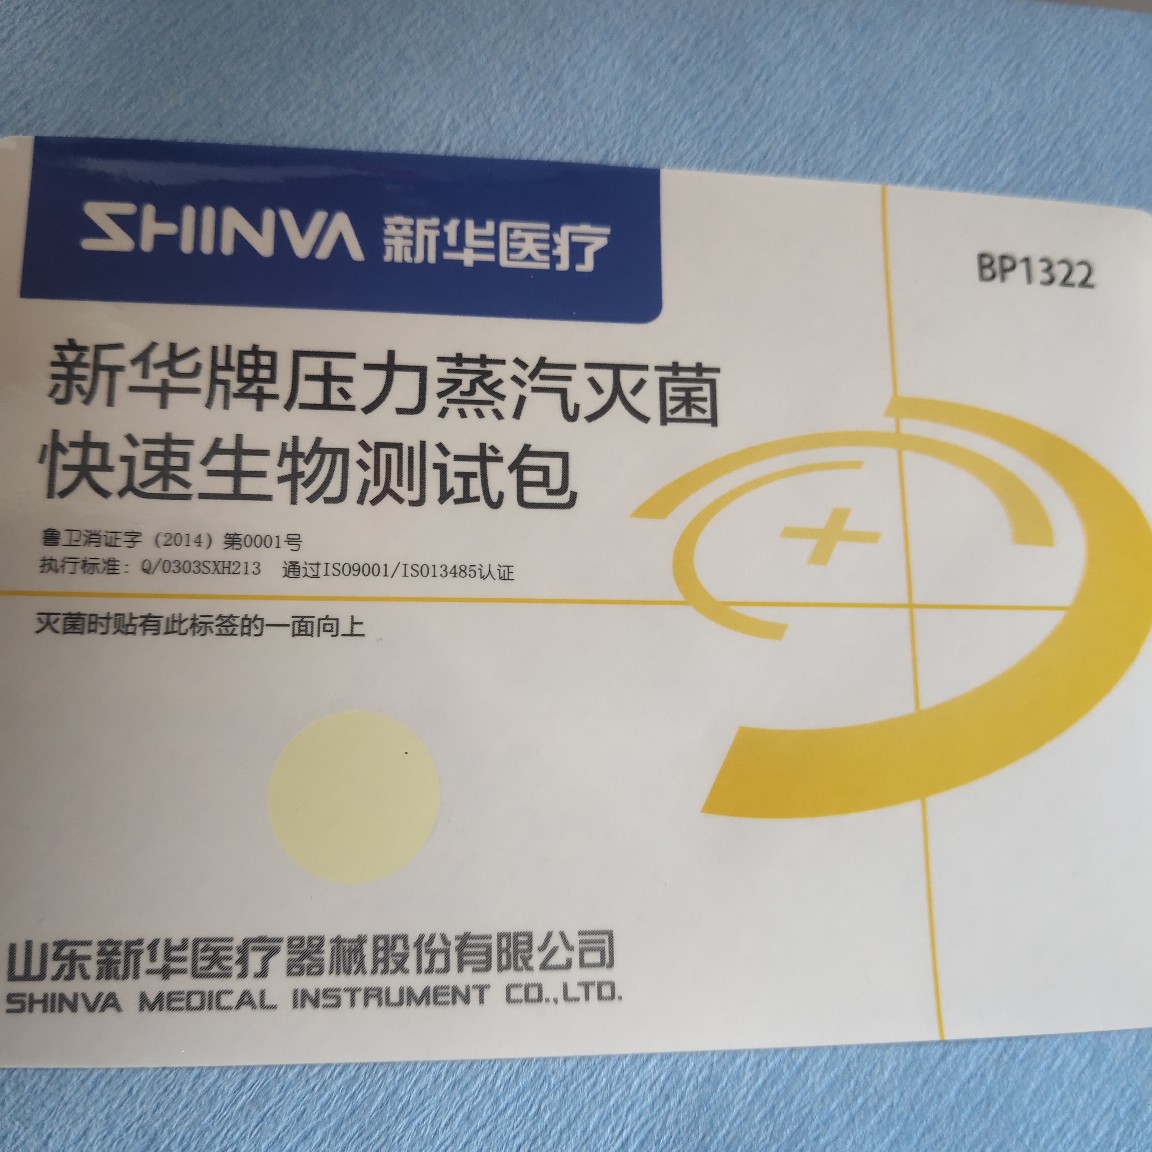 SHINVA 新华医疗
BP1322
新华牌压力蒸汽灭菌
快速生物测试包
鲁卫消证字 (2014) 第0001号
执行标准: Q/0303SXH213 通过ISO9001/ISO13485认证
灭菌时贴有此标签的一面向上
山东新华医疗器械股份有限公司
SHINVA MEDICAL INSTRUMENT CO.,LTD.